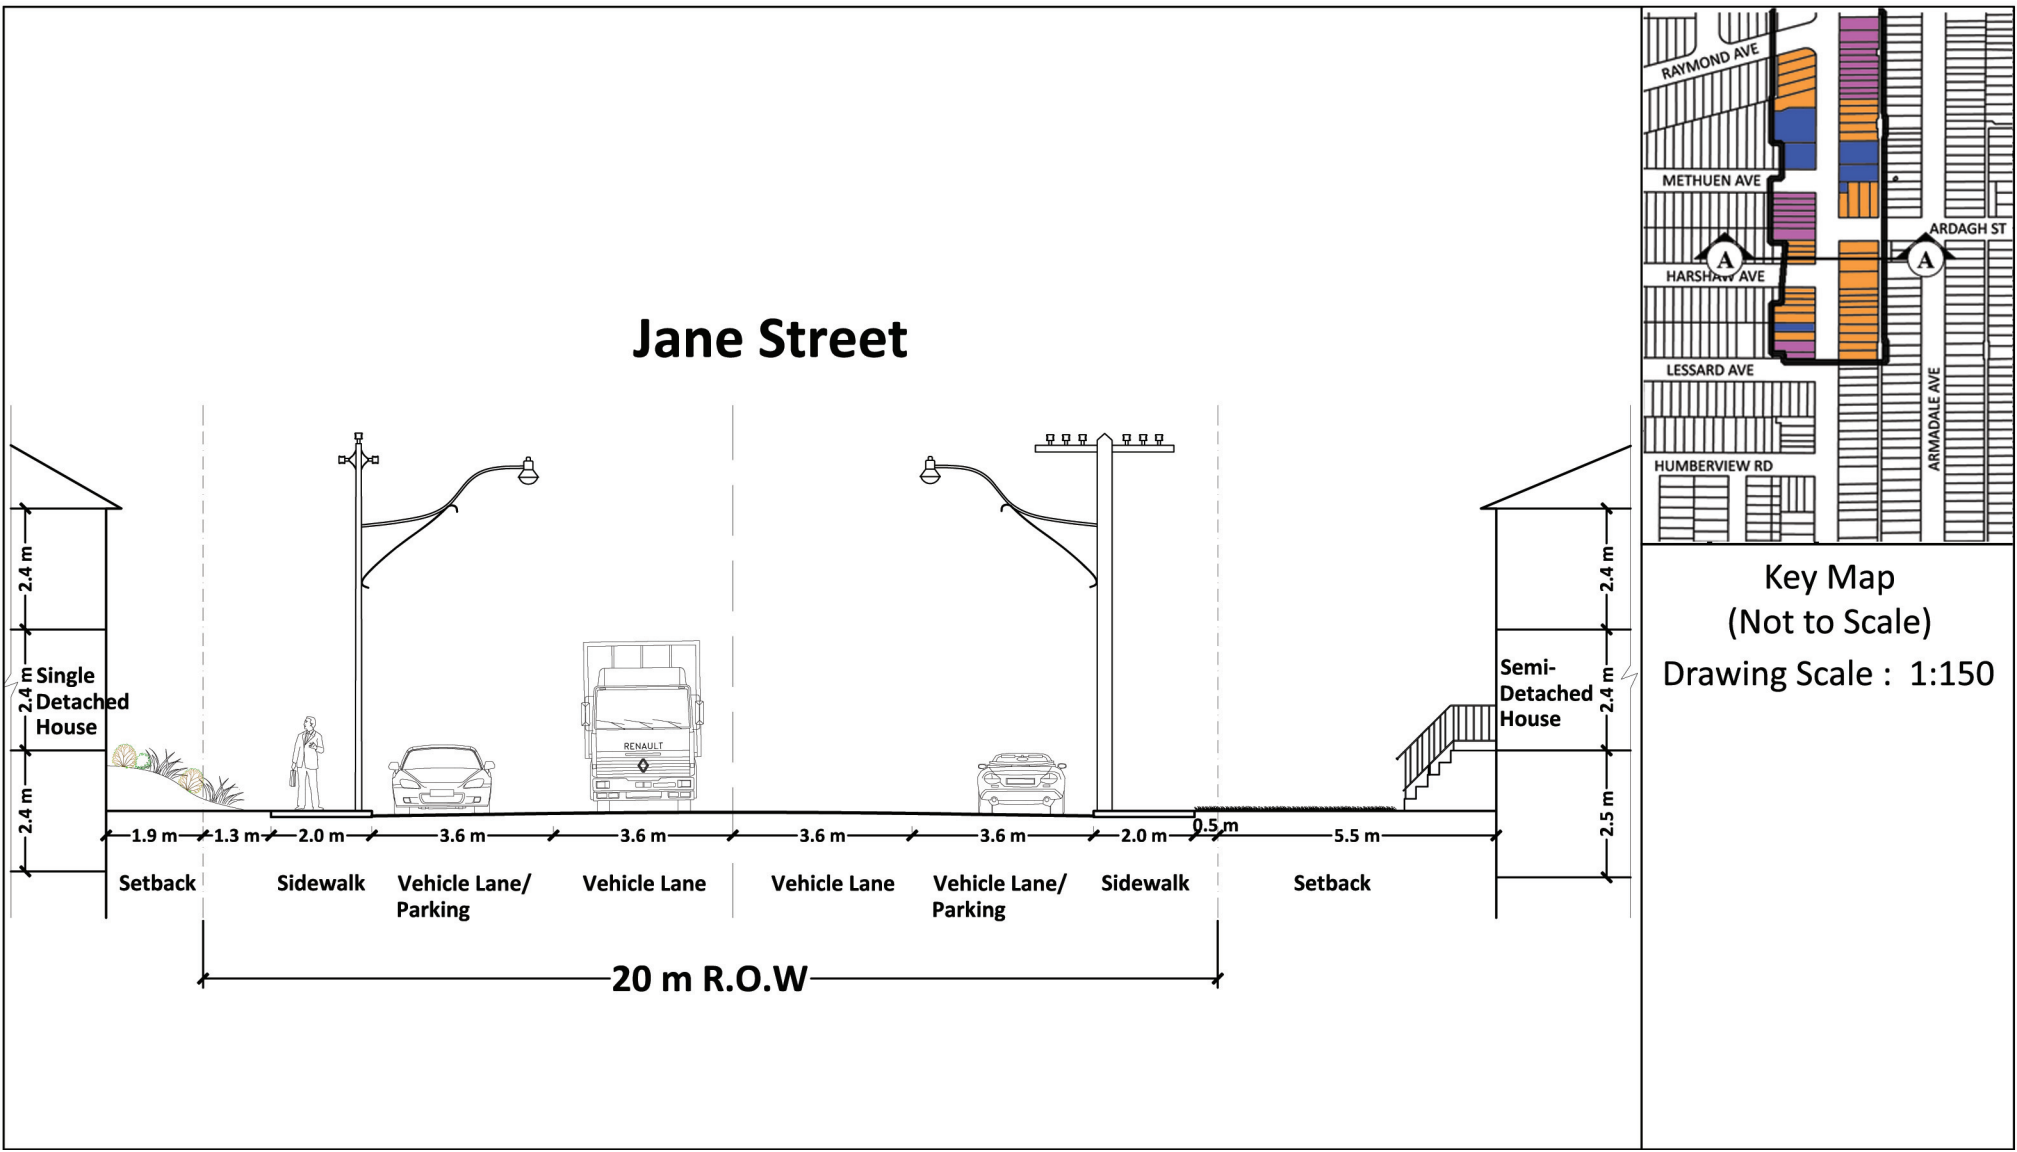 Jane Street
2.4 m
2.4 m
2.4 m
Single
Detached
House
RENAULT
Semi-
Detached
House
2.4 m
2.4 m
2.5 m
1.9 m
1.3 m
2.0 m
3.6 m
3.6 m
3.6 m
3.6 m
2.0 m
0.5 m
5.5 m
Setback
Sidewalk
Vehicle Lane/
Parking
Vehicle Lane
Vehicle Lane
Vehicle Lane/
Parking
Sidewalk
Setback
20 m R.O.W
RAYMOND AVE
METHUEN AVE
ARDAGH ST
A
A
HARSHAW AVE
LESSARD AVE
ARMADALE AVE
HUMBERVIEW RD
Key Map
(Not to Scale)
Drawing Scale : 1:150